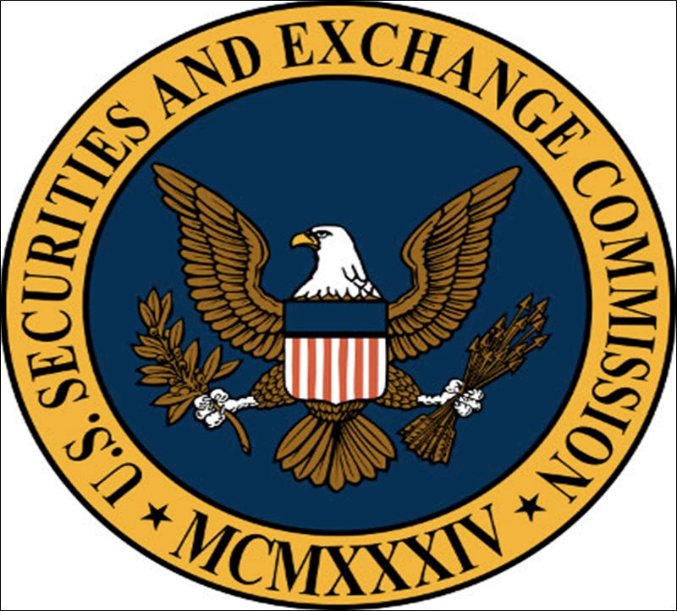 U.S. SECURITIES AND EXCHANGE COMMISSION
MCMXXXIV